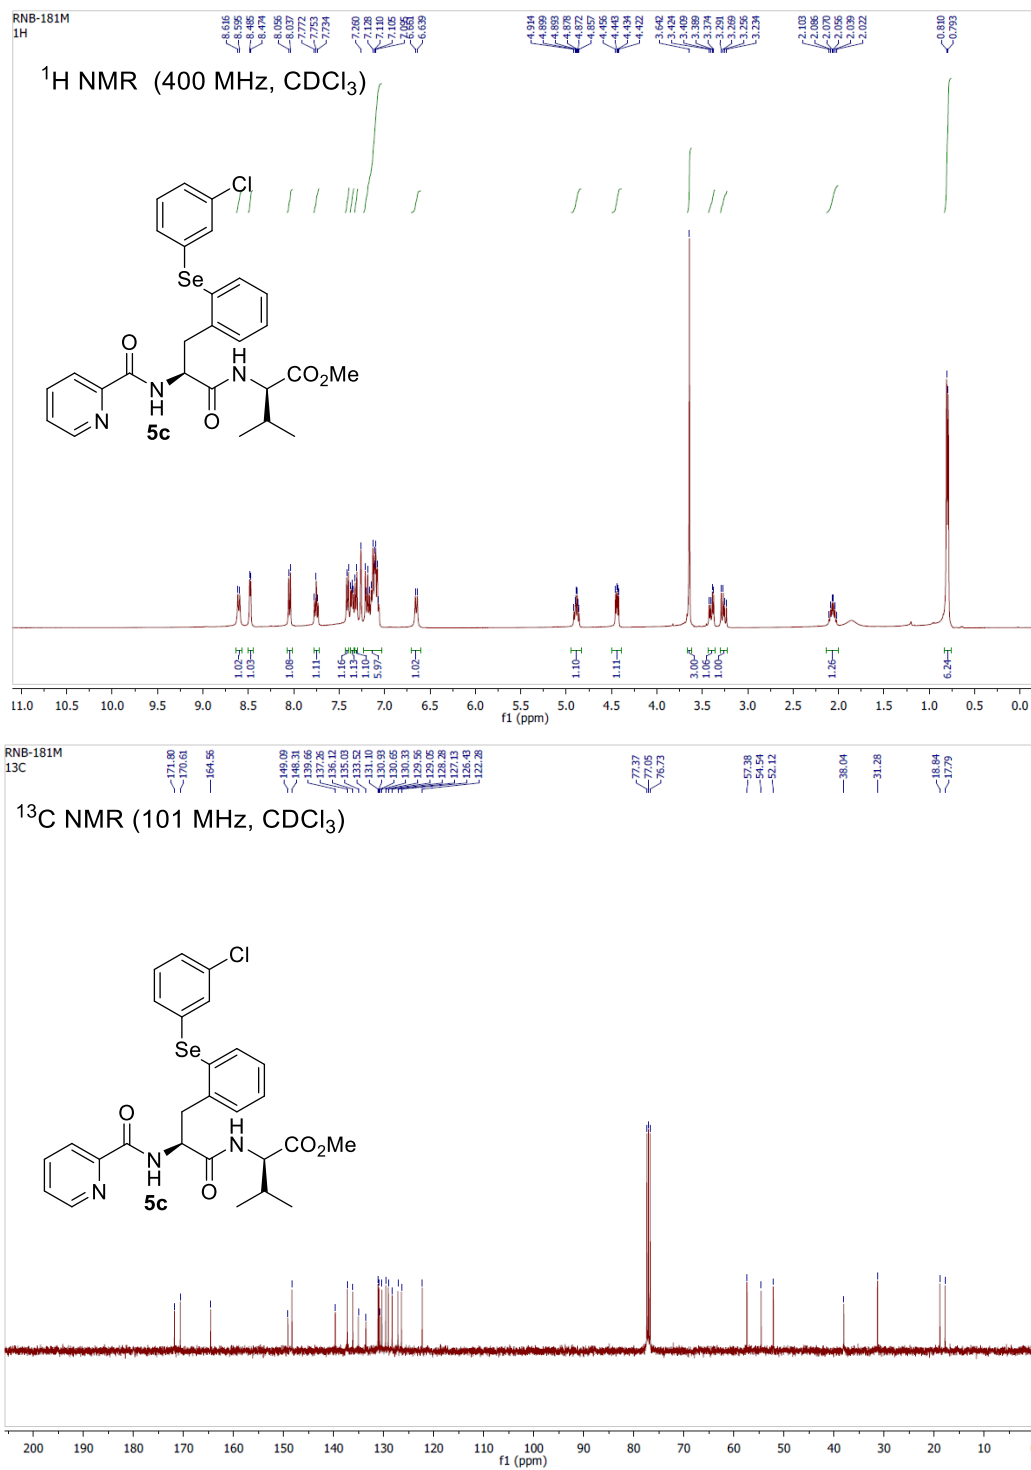 RNB-181M
1H
8.616
8.595
8.485
8.474
8.056
8.037
7.772
7.753
7.734
7.260
7.128
7.110
7.105
7.095
6.661
6.639
4.914
4.899
4.893
4.878
4.872
4.857
4.456
4.443
4.434
4.422
3.642
3.424
3.409
3.389
3.374
3.291
3.269
3.256
3.234
2.103
2.086
2.070
2.056
2.039
2.022
0.810
0.793
¹H NMR (400 MHz, CDCl₃)
Cl
Se
O
H
N
CO₂Me
N
H
O
N
5c
1.02
1.03
1.08
1.11
1.16
1.13
1.10
5.97
1.02
1.10
1.11
3.00
1.06
1.00
1.26
6.24
11.0 10.5 10.0 9.5 9.0 8.5 8.0 7.5 7.0 6.5 6.0 5.5 5.0 4.5 4.0 3.5 3.0 2.5 2.0 1.5 1.0 0.5 0.0
f1 (ppm)
RNB-181M
13C
171.80
170.61
164.56
149.09
148.31
139.66
137.26
136.12
135.03
133.52
131.10
130.93
130.65
130.33
129.56
129.05
128.28
127.13
126.43
122.28
77.37
77.05
76.73
57.38
54.54
52.12
38.04
31.28
18.84
17.79
¹³C NMR (101 MHz, CDCl₃)
Cl
Se
O
H
N
CO₂Me
N
H
O
N
5c
200 190 180 170 160 150 140 130 120 110 100 90 80 70 60 50 40 30 20 10
f1 (ppm)